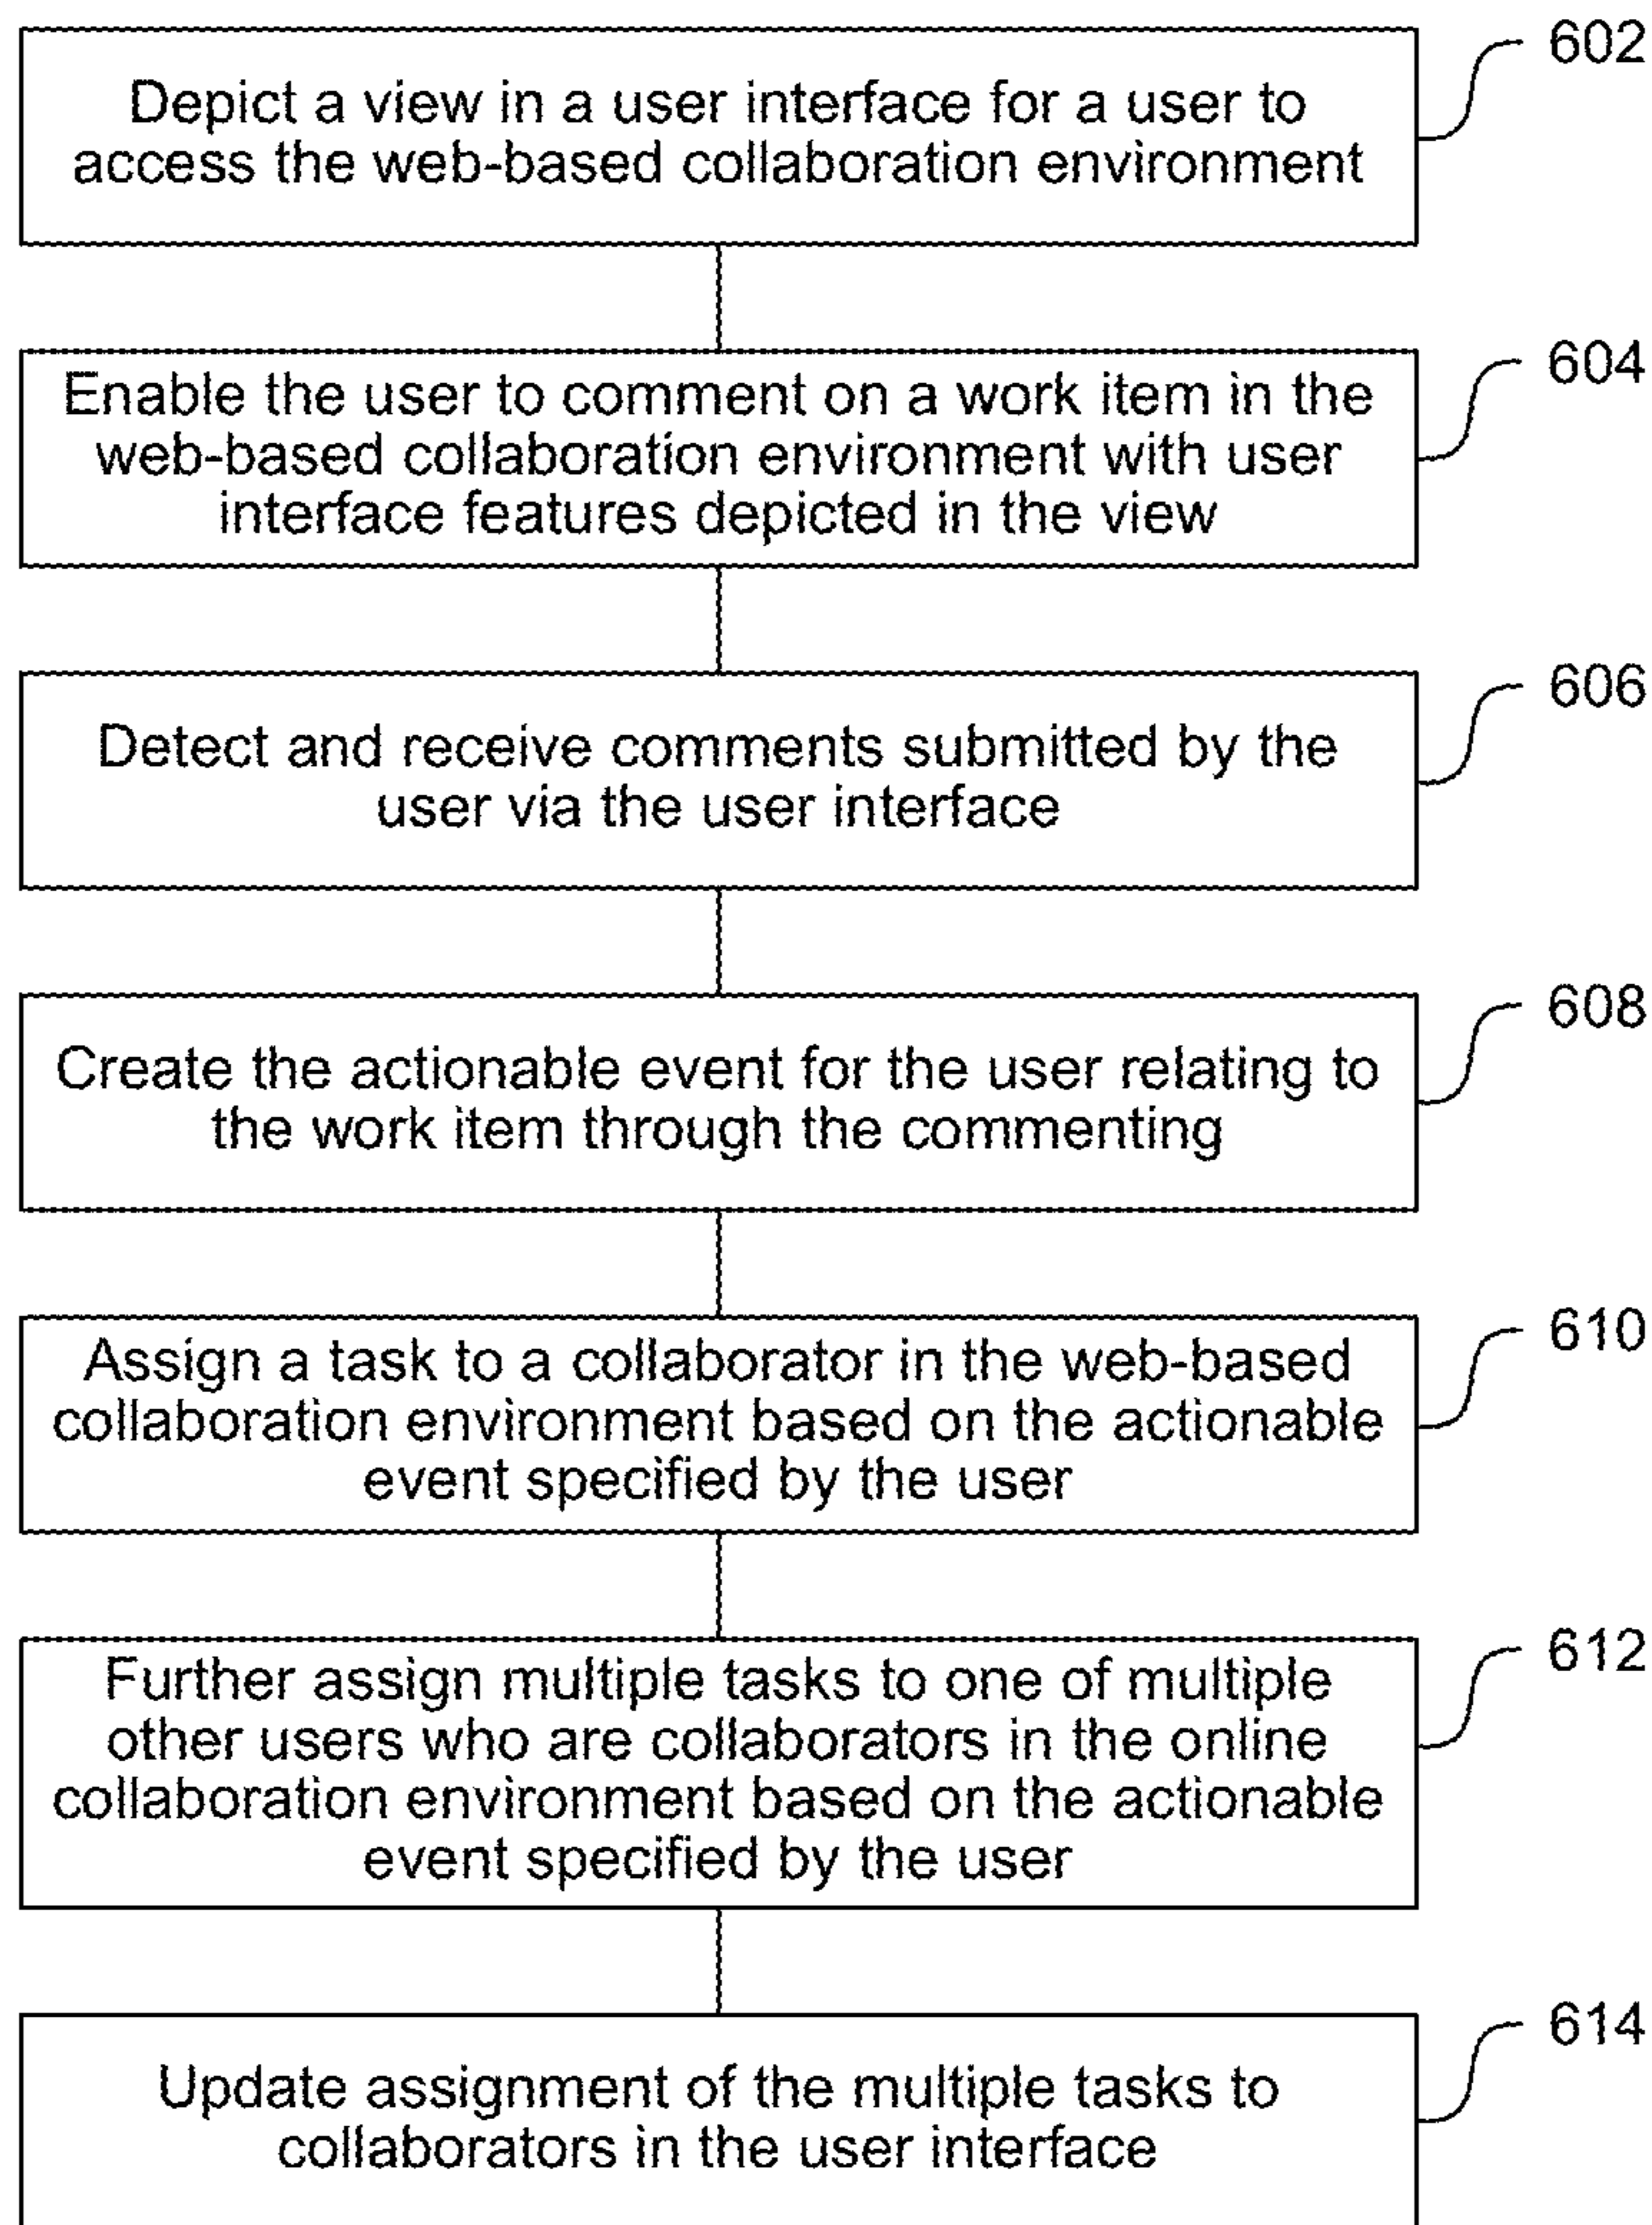 602
Depict a view in a user interface for a user to
access the web-based collaboration environment
604
Enable the user to comment on a work item in the
web-based collaboration environment with user
interface features depicted in the view
606
Detect and receive comments submitted by the
user via the user interface
608
Create the actionable event for the user relating to
the work item through the commenting
610
Assign a task to a collaborator in the web-based
collaboration environment based on the actionable
event specified by the user
612
Further assign multiple tasks to one of multiple
other users who are collaborators in the online
collaboration environment based on the actionable
event specified by the user
614
Update assignment of the multiple tasks to
collaborators in the user interface